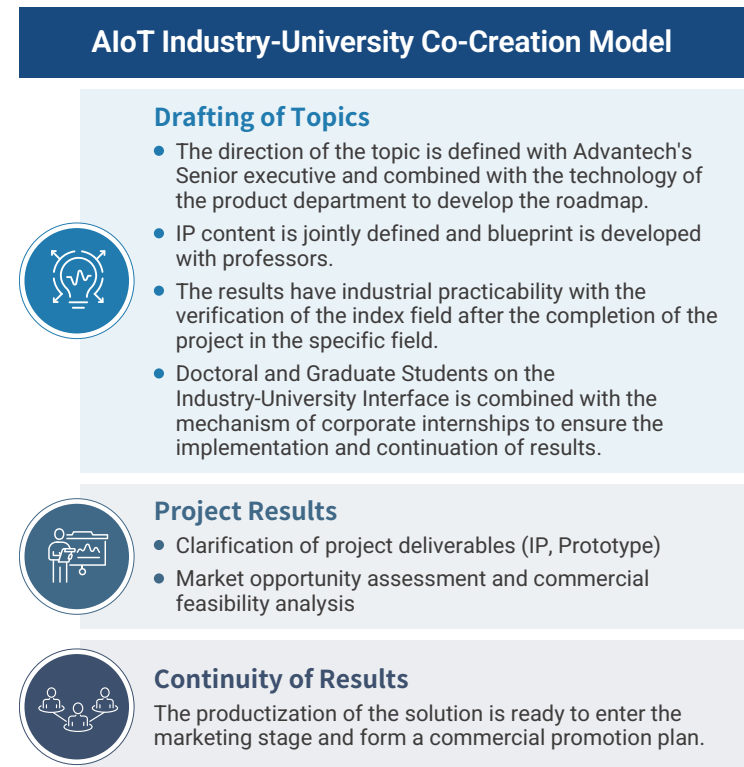 AIoT Industry-University Co-Creation Model
Drafting of Topics
• The direction of the topic is defined with Advantech's
Senior executive and combined with the technology of
the product department to develop the roadmap.
• IP content is jointly defined and blueprint is developed
with professors.
• The results have industrial practicability with the
verification of the index field after the completion of the
project in the specific field.
• Doctoral and Graduate Students on the
Industry-University Interface is combined with the
mechanism of corporate internships to ensure the
implementation and continuation of results.
Project Results
• Clarification of project deliverables (IP, Prototype)
• Market opportunity assessment and commercial
feasibility analysis
Continuity of Results
The productization of the solution is ready to enter the
marketing stage and form a commercial promotion plan.